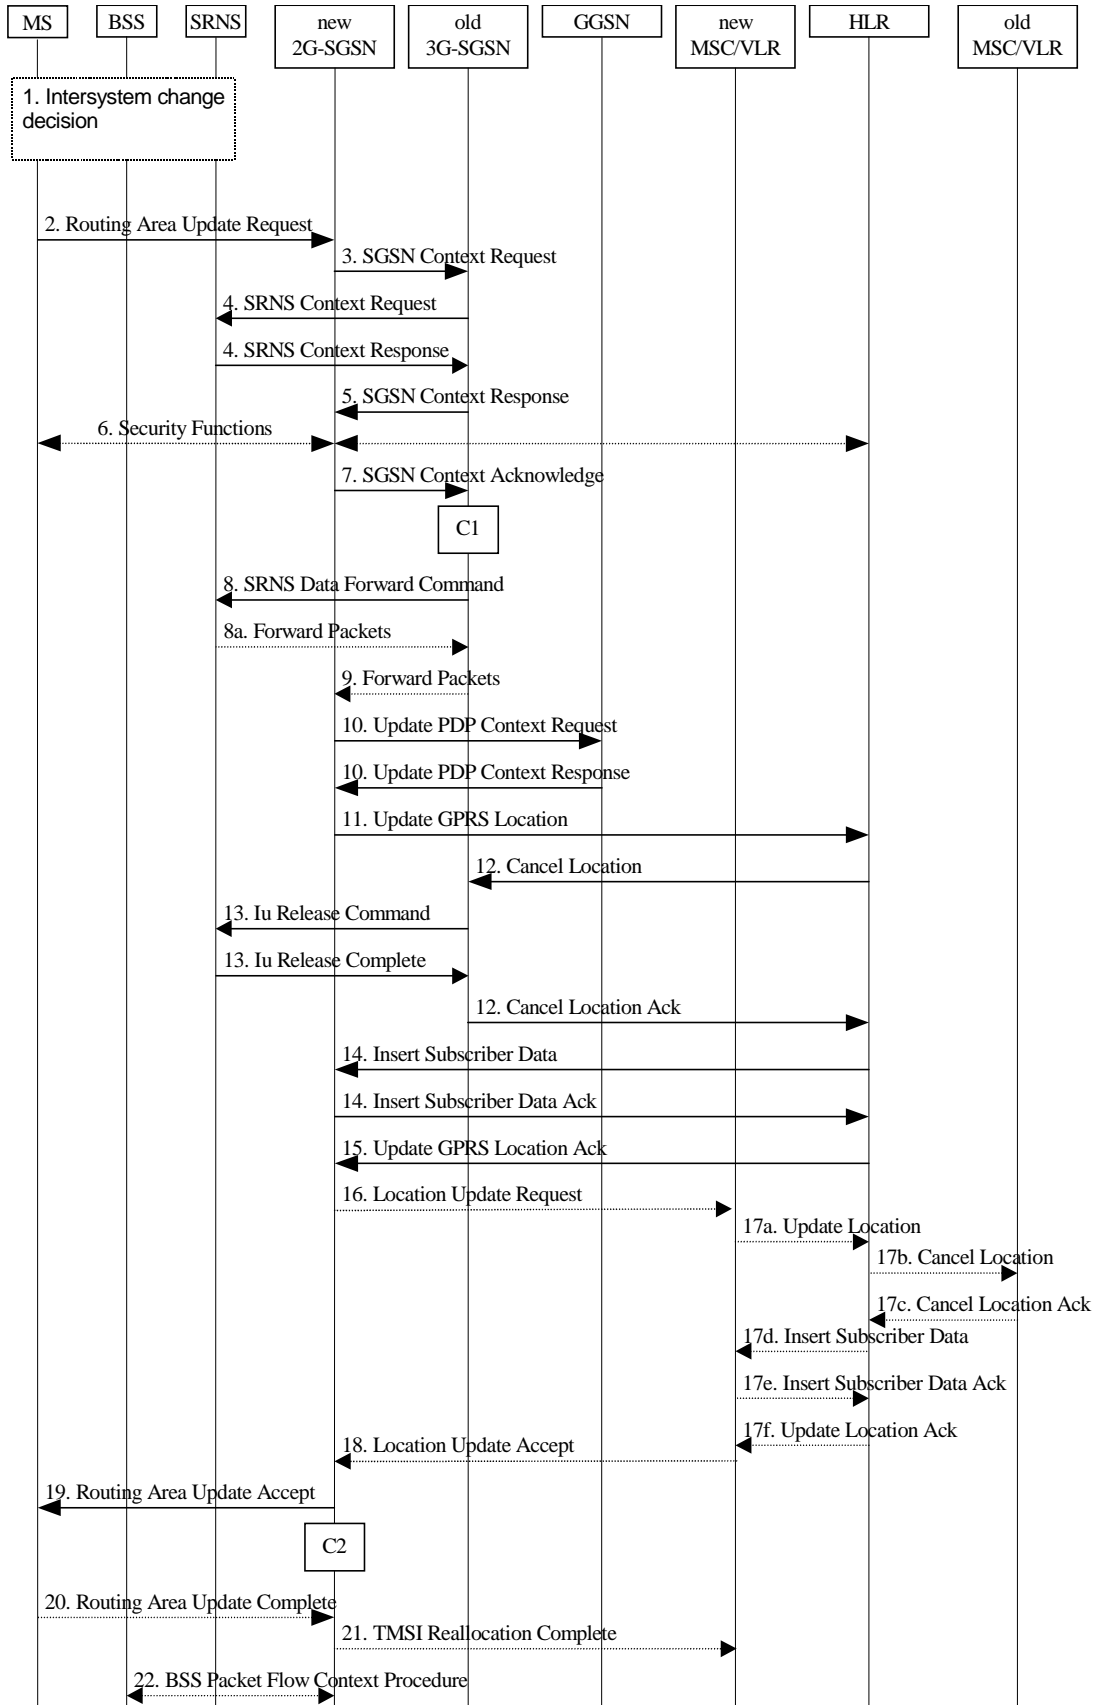 MS
BSS
SRNS
new
2G-SGSN
old
3G-SGSN
GGSN
new
MSC/VLR
HLR
old
MSC/VLR
1. Intersystem change
decision
2. Routing Area Update Request
3. SGSN Context Request
4. SRNS Context Request
4. SRNS Context Response
5. SGSN Context Response
6. Security Functions
7. SGSN Context Acknowledge
C1
8. SRNS Data Forward Command
8a. Forward Packets
9. Forward Packets
10. Update PDP Context Request
10. Update PDP Context Response
11. Update GPRS Location
12. Cancel Location
13. Iu Release Command
13. Iu Release Complete
12. Cancel Location Ack
14. Insert Subscriber Data
14. Insert Subscriber Data Ack
15. Update GPRS Location Ack
16. Location Update Request
17a. Update Location
17b. Cancel Location
17c. Cancel Location Ack
17d. Insert Subscriber Data
17e. Insert Subscriber Data Ack
17f. Update Location Ack
18. Location Update Accept
19. Routing Area Update Accept
C2
20. Routing Area Update Complete
21. TMSI Reallocation Complete
22. BSS Packet Flow Context Procedure